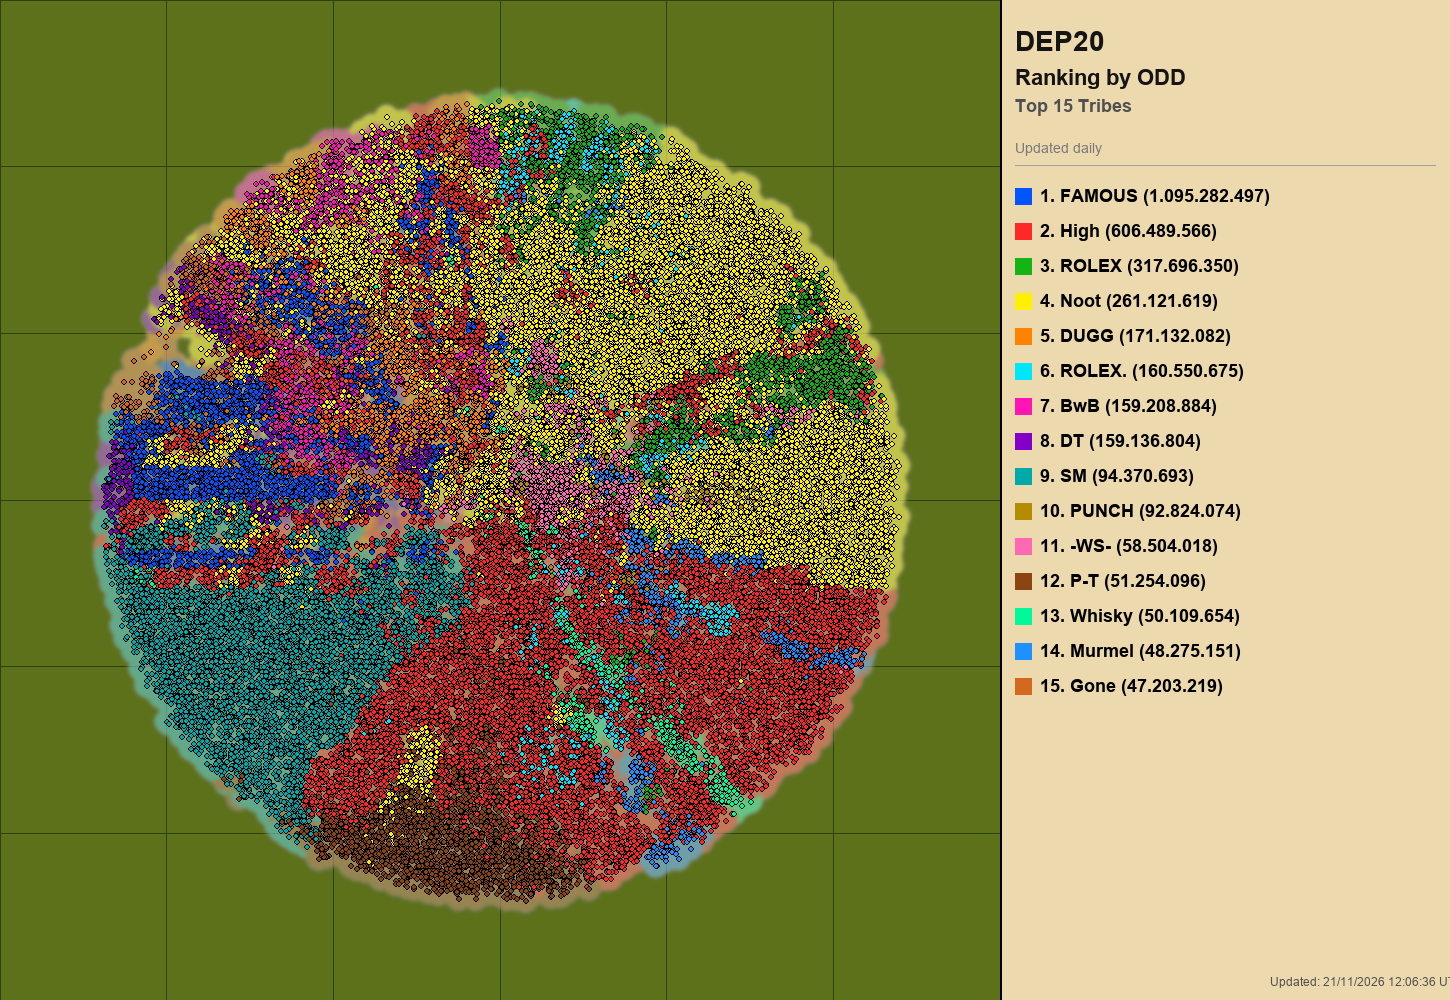 DEP20
Ranking by ODD
Top 15 Tribes
Updated daily
1. FAMOUS (1.095.282.497)
2. High (606.489.566)
3. ROLEX (317.696.350)
4. Noot (261.121.619)
5. DUGG (171.132.082)
6. ROLEX. (160.550.675)
7. BwB (159.208.884)
8. DT (159.136.804)
9. SM (94.370.693)
10. PUNCH (92.824.074)
11. -WS- (58.504.018)
12. P-T (51.254.096)
13. Whisky (50.109.654)
14. Murmel (48.275.151)
15. Gone (47.203.219)
Updated: 21/11/2026 12:06:36 U